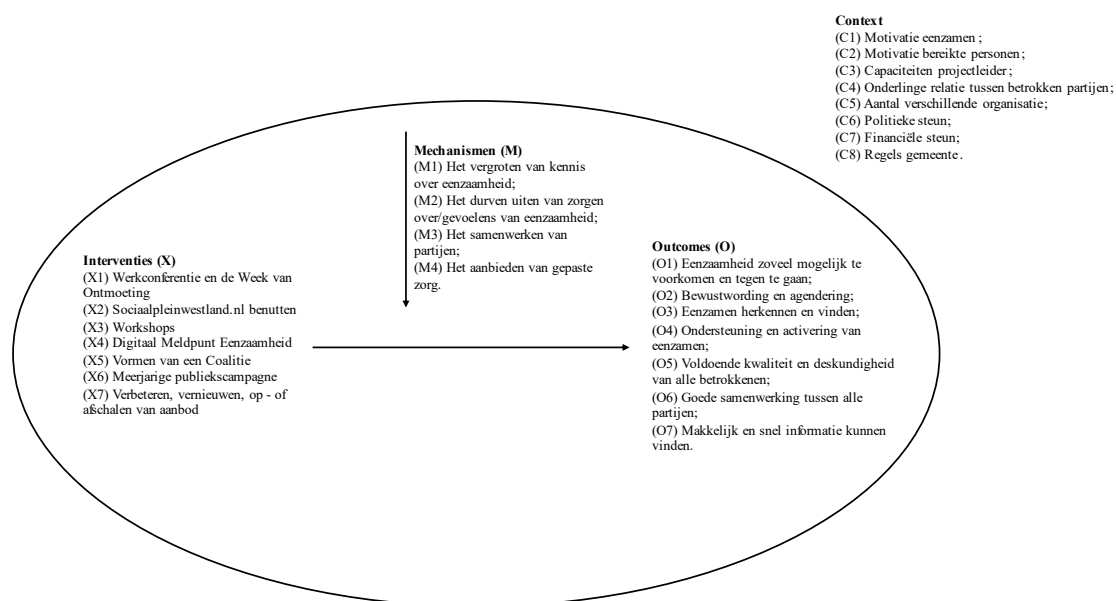 Context
(C1) Motivatie eenzamen ;
(C2) Motivatie bereikte personen;
(C3) Capaciteiten projectleider;
(C4) Onderlinge relatie tussen betrokken partijen;
(C5) Aantal verschillende organisatie;
(C6) Politieke steun;
(C7) Financiële steun;
(C8) Regels gemeente.
Mechanismen (M)
(M1) Het vergroten van kennis
over eenzaamheid;
(M2) Het durven uiten van zorgen
over/gevoelens van eenzaamheid;
(M3) Het samenwerken van
partijen;
(M4) Het aanbieden van gepaste
zorg.
Interventies (X)
(X1) Werkconferentie en de Week van
Ontmoeting
(X2) Sociaalpleinwestland.nl benutten
(X3) Workshops
(X4) Digitaal Meldpunt Eenzaamheid
(X5) Vormen van een Coalitie
(X6) Meerjarige publiekscampagne
(X7) Verbeteren, vernieuwen, op - of
afschalen van aanbod
Outcomes (O)
(O1) Eenzaamheid zoveel mogelijk te
voorkomen en tegen te gaan;
(O2) Bewustwording en agendering;
(O3) Eenzamen herkennen en vinden;
(O4) Ondersteuning en activering van
eenzamen;
(O5) Voldoende kwaliteit en deskundigheid
van alle betrokkenen;
(O6) Goede samenwerking tussen alle
partijen;
(O7) Makkelijk en snel informatie kunnen
vinden.